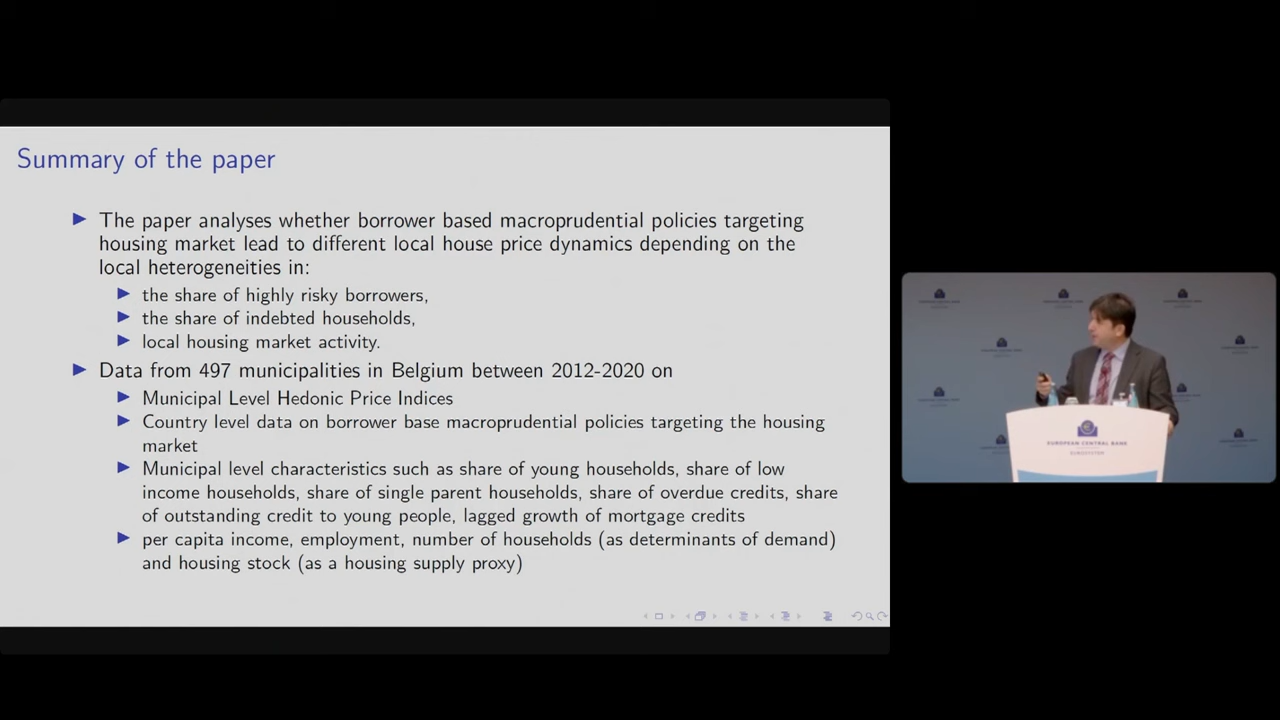 Summary of the paper
The paper analyses whether borrower based macroprudential policies targeting
housing market lead to different local house price dynamics depending on the
local heterogeneities in:
the share of highly risky borrowers,
the share of indebted households,
local housing market activity.
Data from 497 municipalities in Belgium between 2012-2020 on
Municipal Level Hedonic Price Indices
Country level data on borrower base macroprudential policies targeting the housing
market
Municipal level characteristics such as share of young households, share of low
income households, share of single parent households, share of overdue credits, share
of outstanding credit to young people, lagged growth of mortgage credits
per capita income, employment, number of households (as determinants of demand)
and housing stock (as a housing supply proxy)
EUROPEAN CENTRAL BANK
EUROSYSTEM